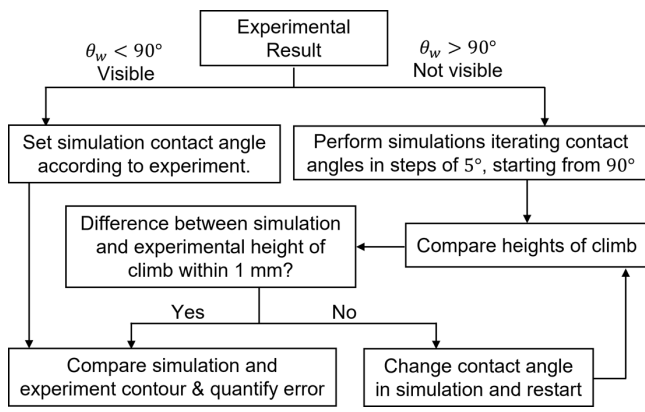 Experimental
Result
𝜃𝑤 < 90°
Visible
𝜃𝑤 > 90°
Not visible
Set simulation contact angle
according to experiment.
Perform simulations iterating contact
angles in steps of 5°, starting from 90°
Difference between simulation
and experimental height of
climb within 1 mm?
Compare heights of climb
Yes
No
Compare simulation and
experiment contour & quantify error
Change contact angle
in simulation and restart